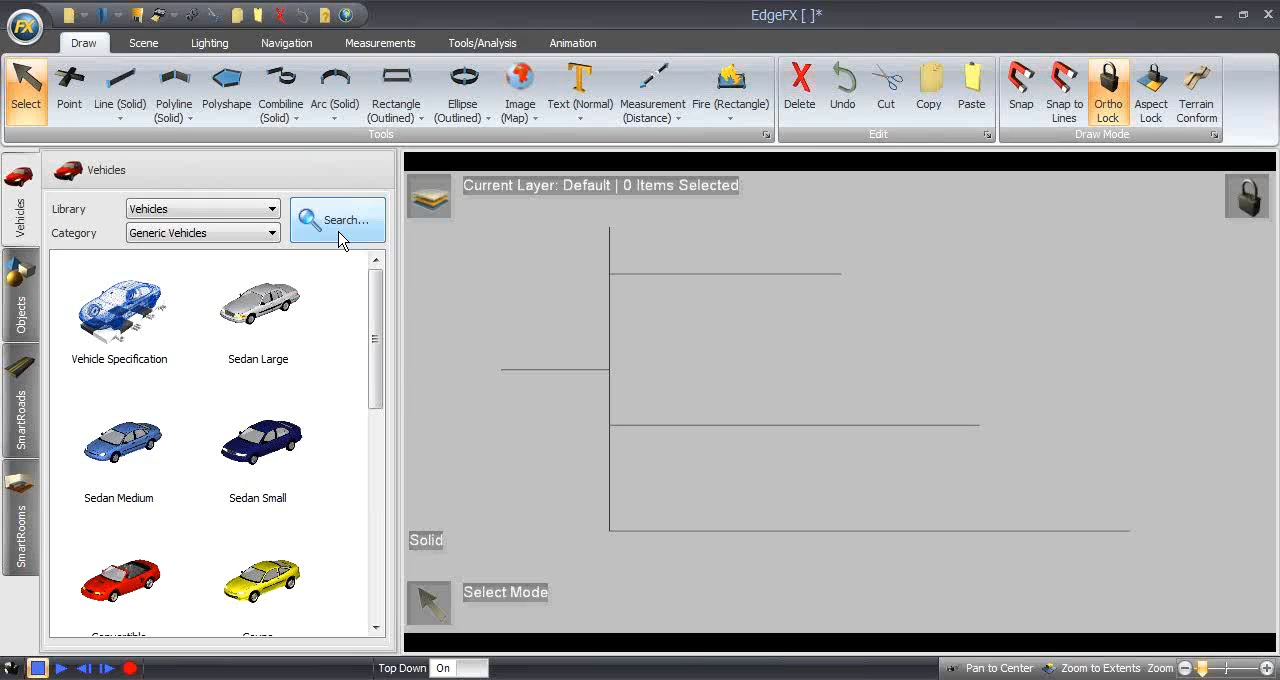 FX
EdgeFX [ ]*
Draw Scene Lighting Navigation Measurements Tools/Analysis Animation
Select Point Line (Solid) Polyline (Solid) Polyshape Combiline (Solid) Arc (Solid) Rectangle (Outlined) Ellipse (Outlined) Image (Map) Text (Normal) Measurement (Distance) Fire (Rectangle) Delete Undo Cut Copy Paste Snap Snap to Lines Ortho Lock Aspect Lock Terrain Conform
Tools Edit Draw Mode
Vehicles
Objects
SmartRoads
SmartRooms
Vehicles
Library Vehicles
Category Generic Vehicles
Search...
Vehicle Specification Sedan Large
Sedan Medium Sedan Small
Convertible Coupe
Current Layer: Default | 0 Items Selected
Solid
Select Mode
Top Down On
Pan to Center Zoom to Extents Zoom